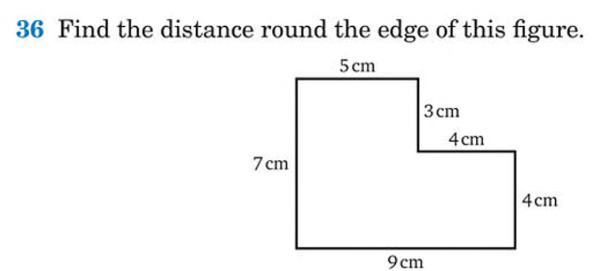 36 Find the distance round the edge of this figure.
5 cm
3 cm
4 cm
7 cm
4 cm
9 cm